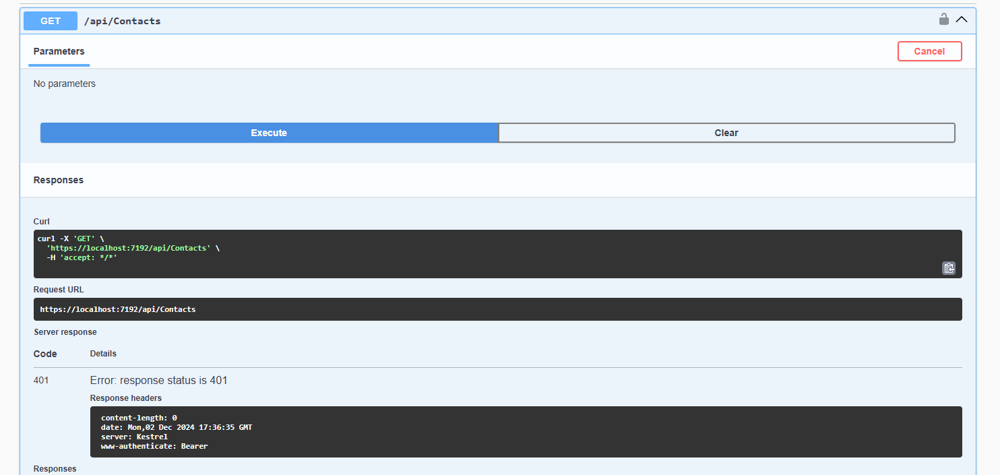 GET /api/Contacts
Parameters
Cancel
No parameters
Execute
Clear
Responses
Curl
curl -X 'GET' \
  'https://localhost:7192/api/Contacts' \
  -H 'accept: */*'
Request URL
https://localhost:7192/api/Contacts
Server response
Code Details
401 Error: response status is 401
Response headers
content-length: 0
date: Mon,02 Dec 2024 17:36:35 GMT
server: Kestrel
www-authenticate: Bearer
Responses